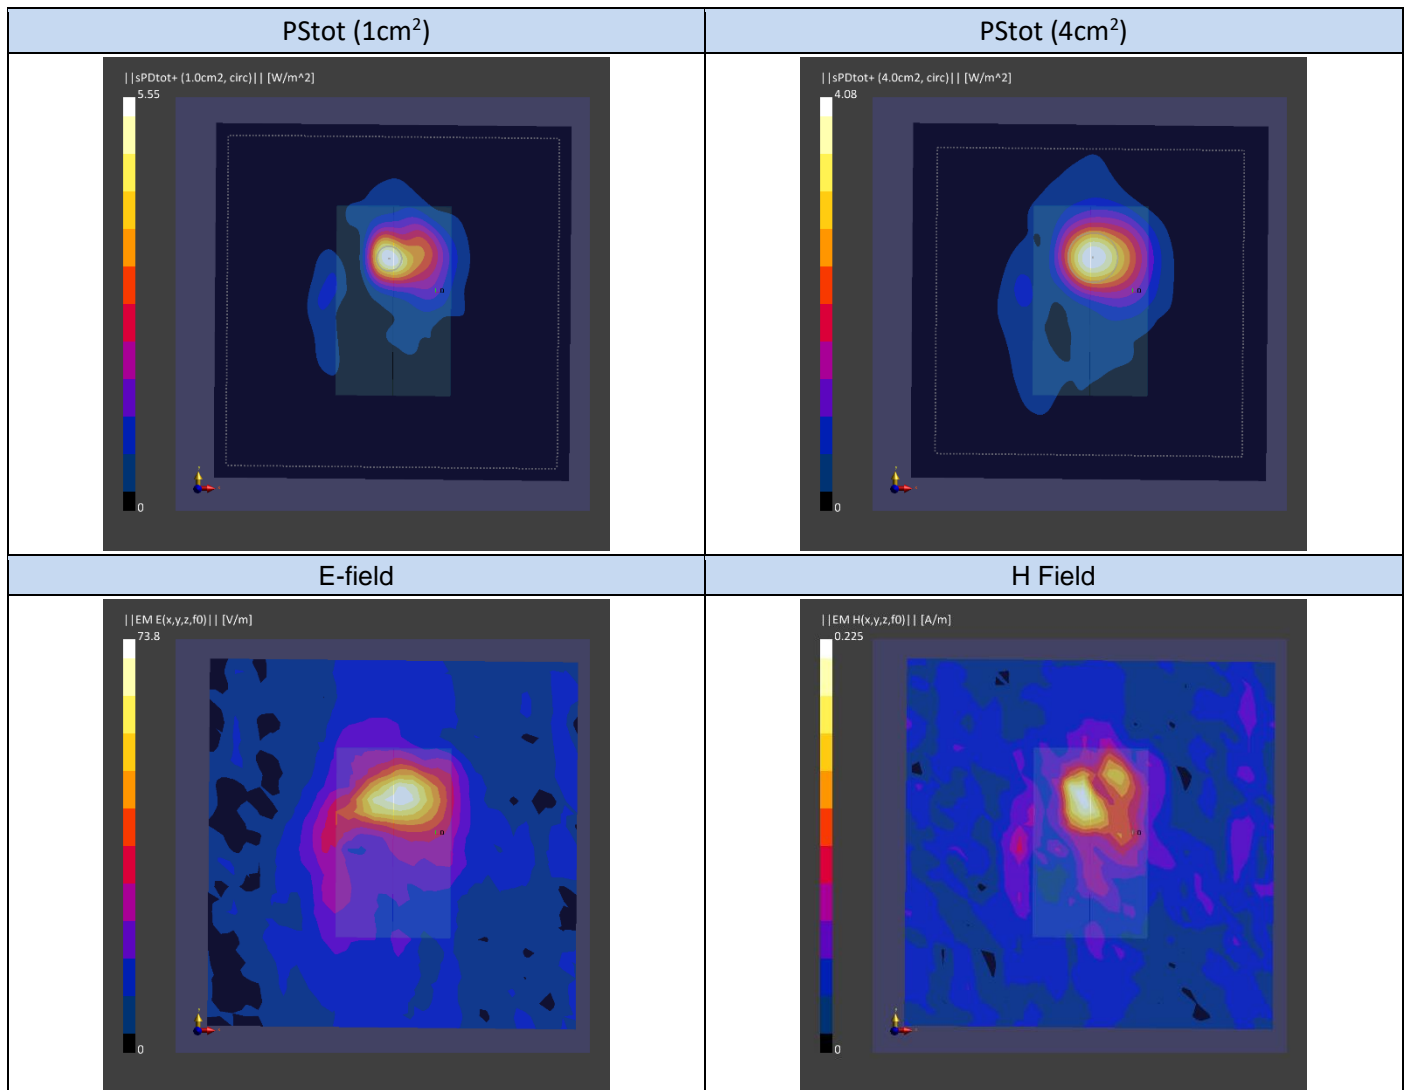 PStot (1cm²)
PStot (4cm²)
||sPDtot+ (1.0cm2, circ)|| [W/m^2]
5.55
0
||sPDtot+ (4.0cm2, circ)|| [W/m^2]
4.08
0
E-field
H Field
||EM E(x,y,z,f0)|| [V/m]
73.8
0
||EM H(x,y,z,f0)|| [A/m]
0.225
0